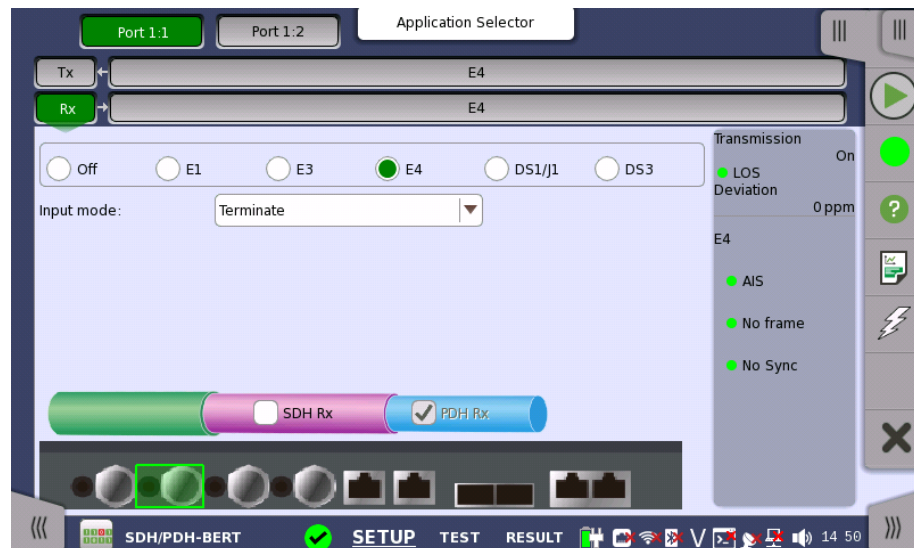 Application Selector
Port 1:1 Port 1:2
Tx E4
Rx E4
Off E1 E3 E4 DS1/J1 DS3
Input mode: Terminate
Transmission
On
LOS
Deviation
0 ppm
E4
AIS
No frame
No Sync
SDH Rx PDH Rx
SDH/PDH-BERT SETUP TEST RESULT V 14 50